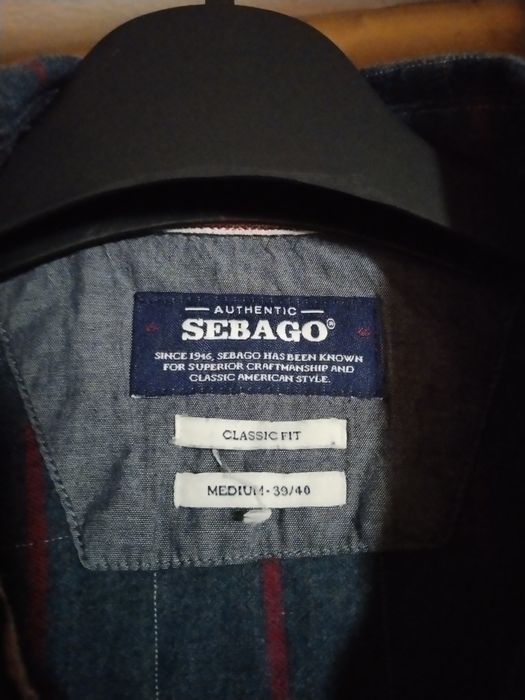 AUTHENTIC
SEBAGO®
SINCE 1946, SEBAGO HAS BEEN KNOWN
FOR SUPERIOR CRAFTMANSHIP AND
CLASSIC AMERICAN STYLE.
CLASSIC FIT
MEDIUM - 39/40